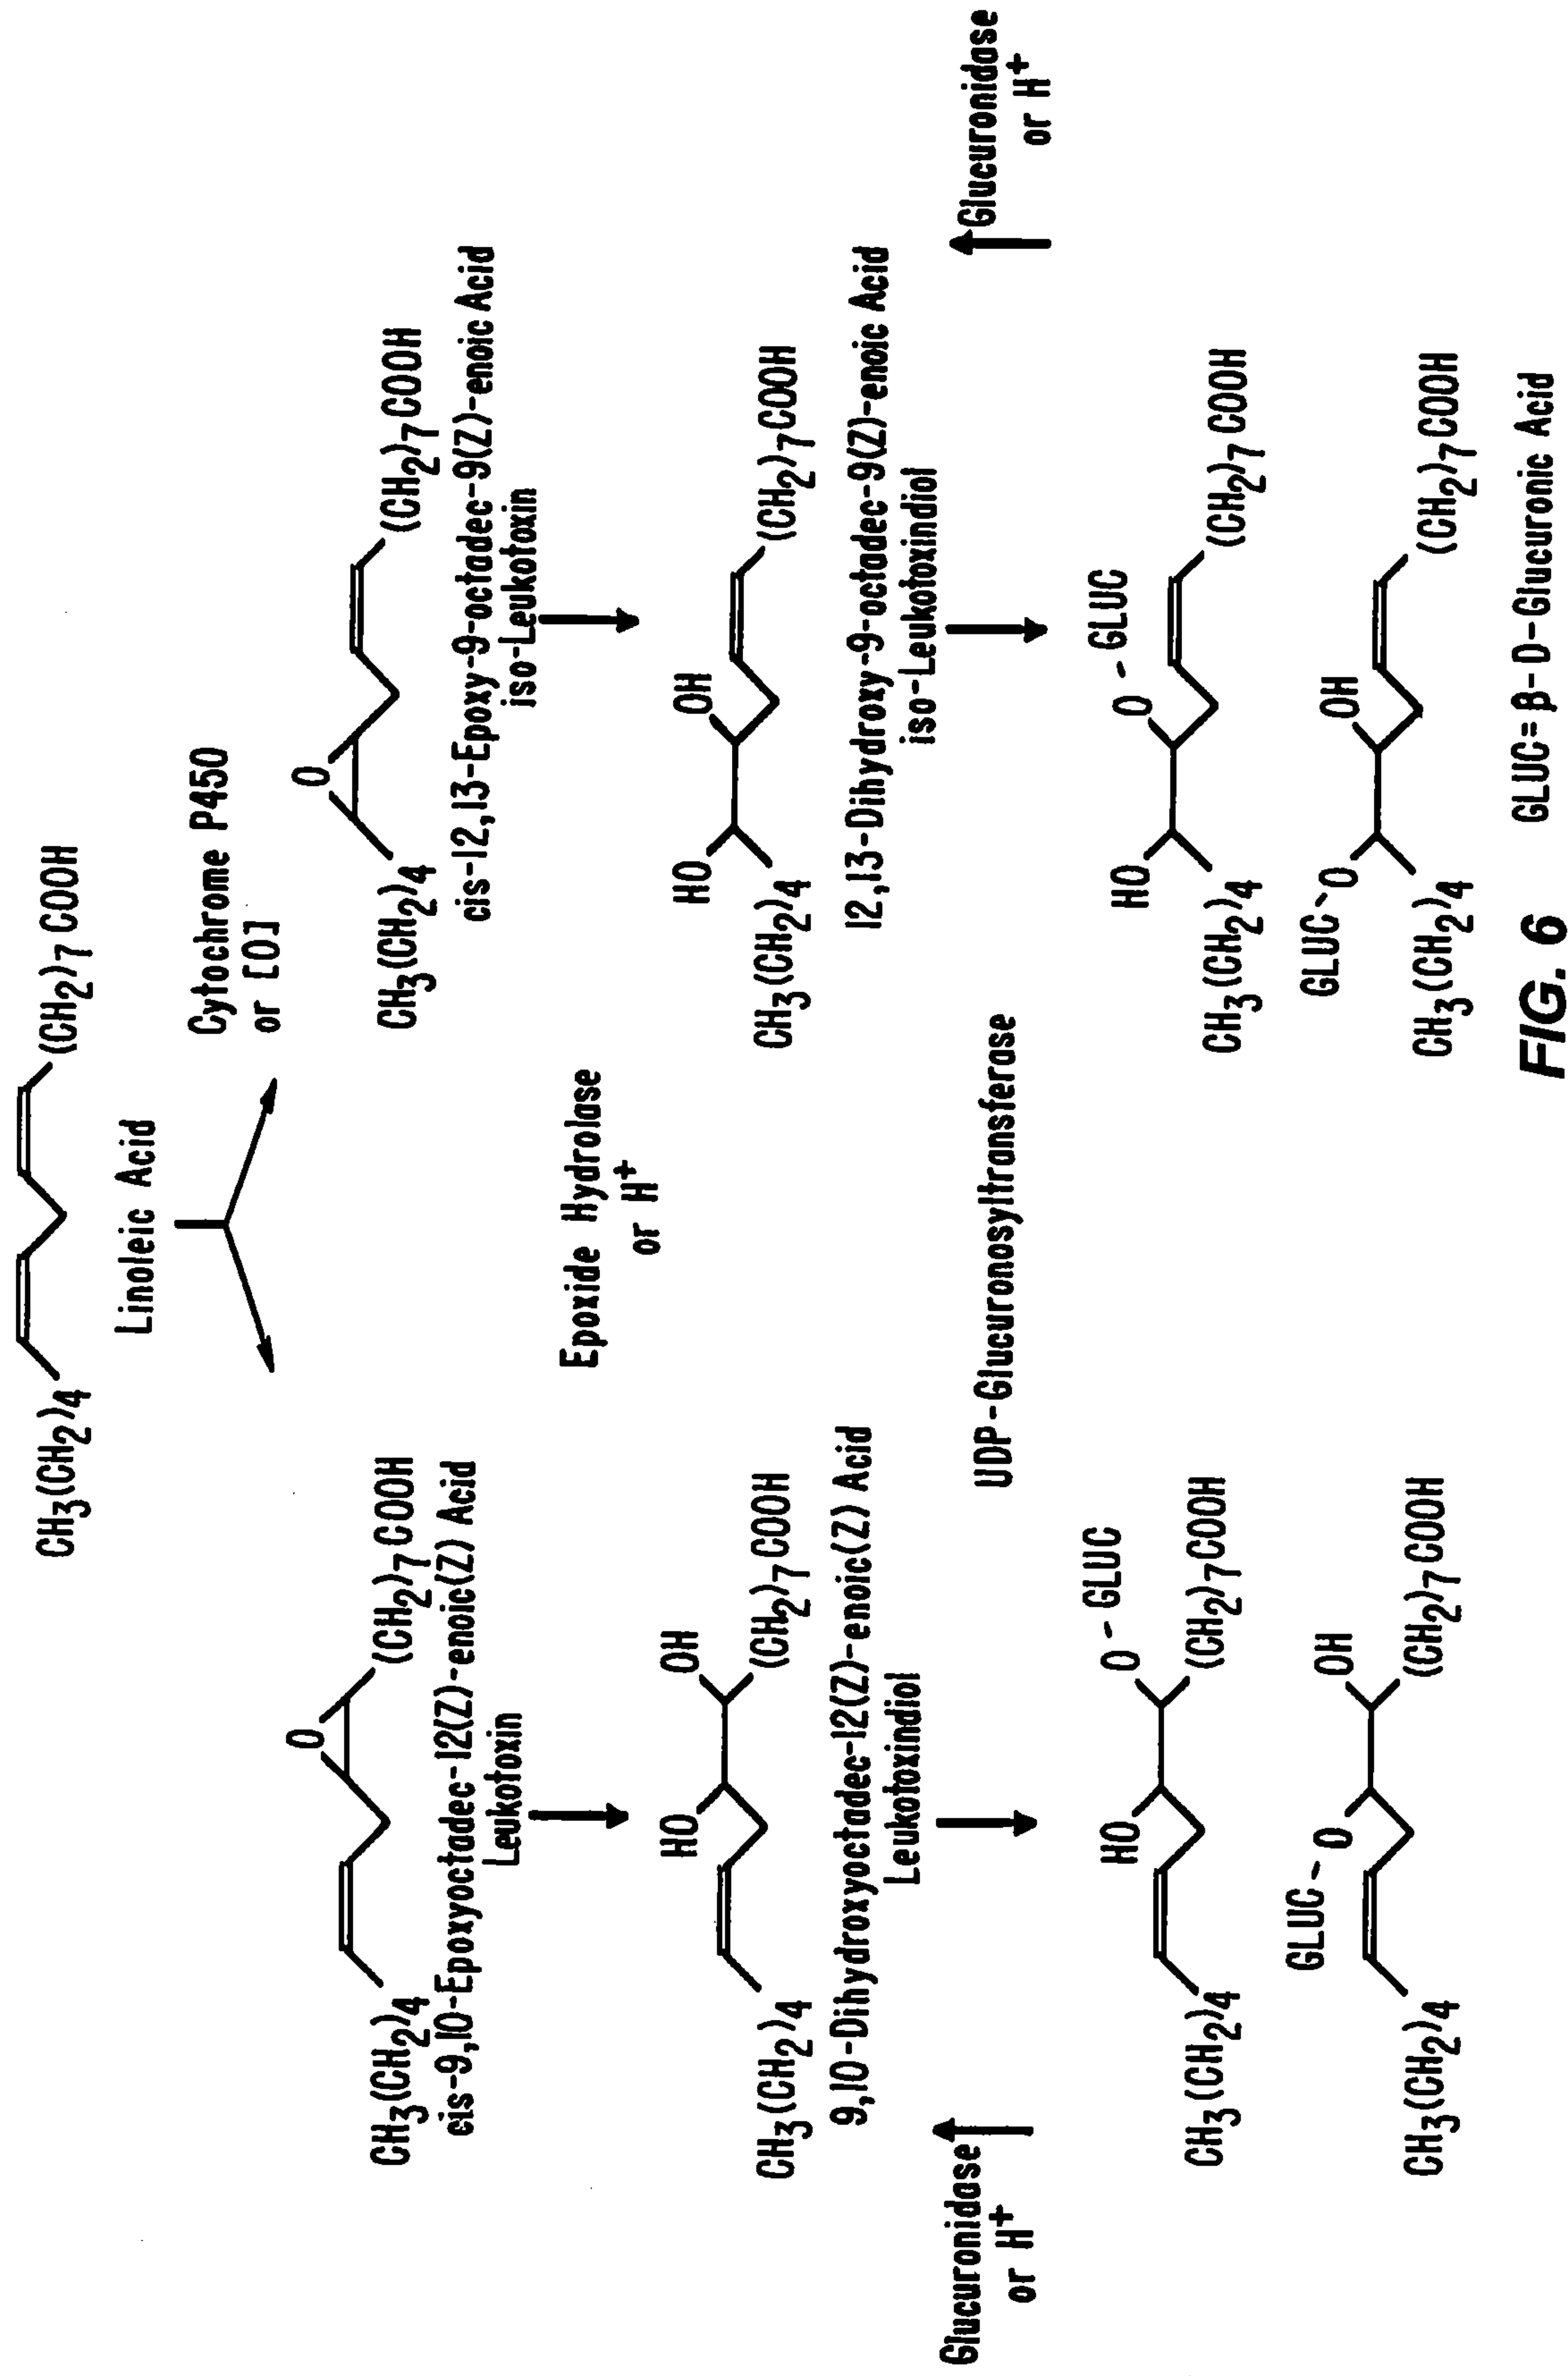 CH3(CH2)4 (CH2)7 COOH
Linoleic Acid
Cytochrome P450
or [O]
O
CH3(CH2)4 (CH2)7COOH
cis-9,10-Epoxyoctadec-12(Z)-enoic(Z) Acid
Leukotoxin
O
CH3(CH2)4 (CH2)7COOH
cis-12,13-Epoxy-9-octadec-9(Z)-enoic Acid
iso-Leukotoxin
Epoxide Hydrolase
or H+
HO OH
CH3(CH2)4 (CH2)7COOH
9,10-Dihydroxyoctadec-12(Z)-enoic(Z) Acid
Leukotoxindiol
HO OH
CH3(CH2)4 (CH2)7COOH
12,13-Dihydroxy-9-octadec-9(Z)-enoic Acid
iso-Leukotoxindiol
Glucuronidase
or H+
UDP-Glucuronosyltransferase
Glucuronidase
or H+
HO O-GLUC
CH3(CH2)4 (CH2)7COOH
GLUC-O OH
CH3(CH2)4 (CH2)7COOH
HO O-GLUC
CH3(CH2)4 (CH2)7COOH
GLUC-O OH
CH3(CH2)4 (CH2)7COOH
FIG. 6
GLUC= β-D-Glucuronic Acid